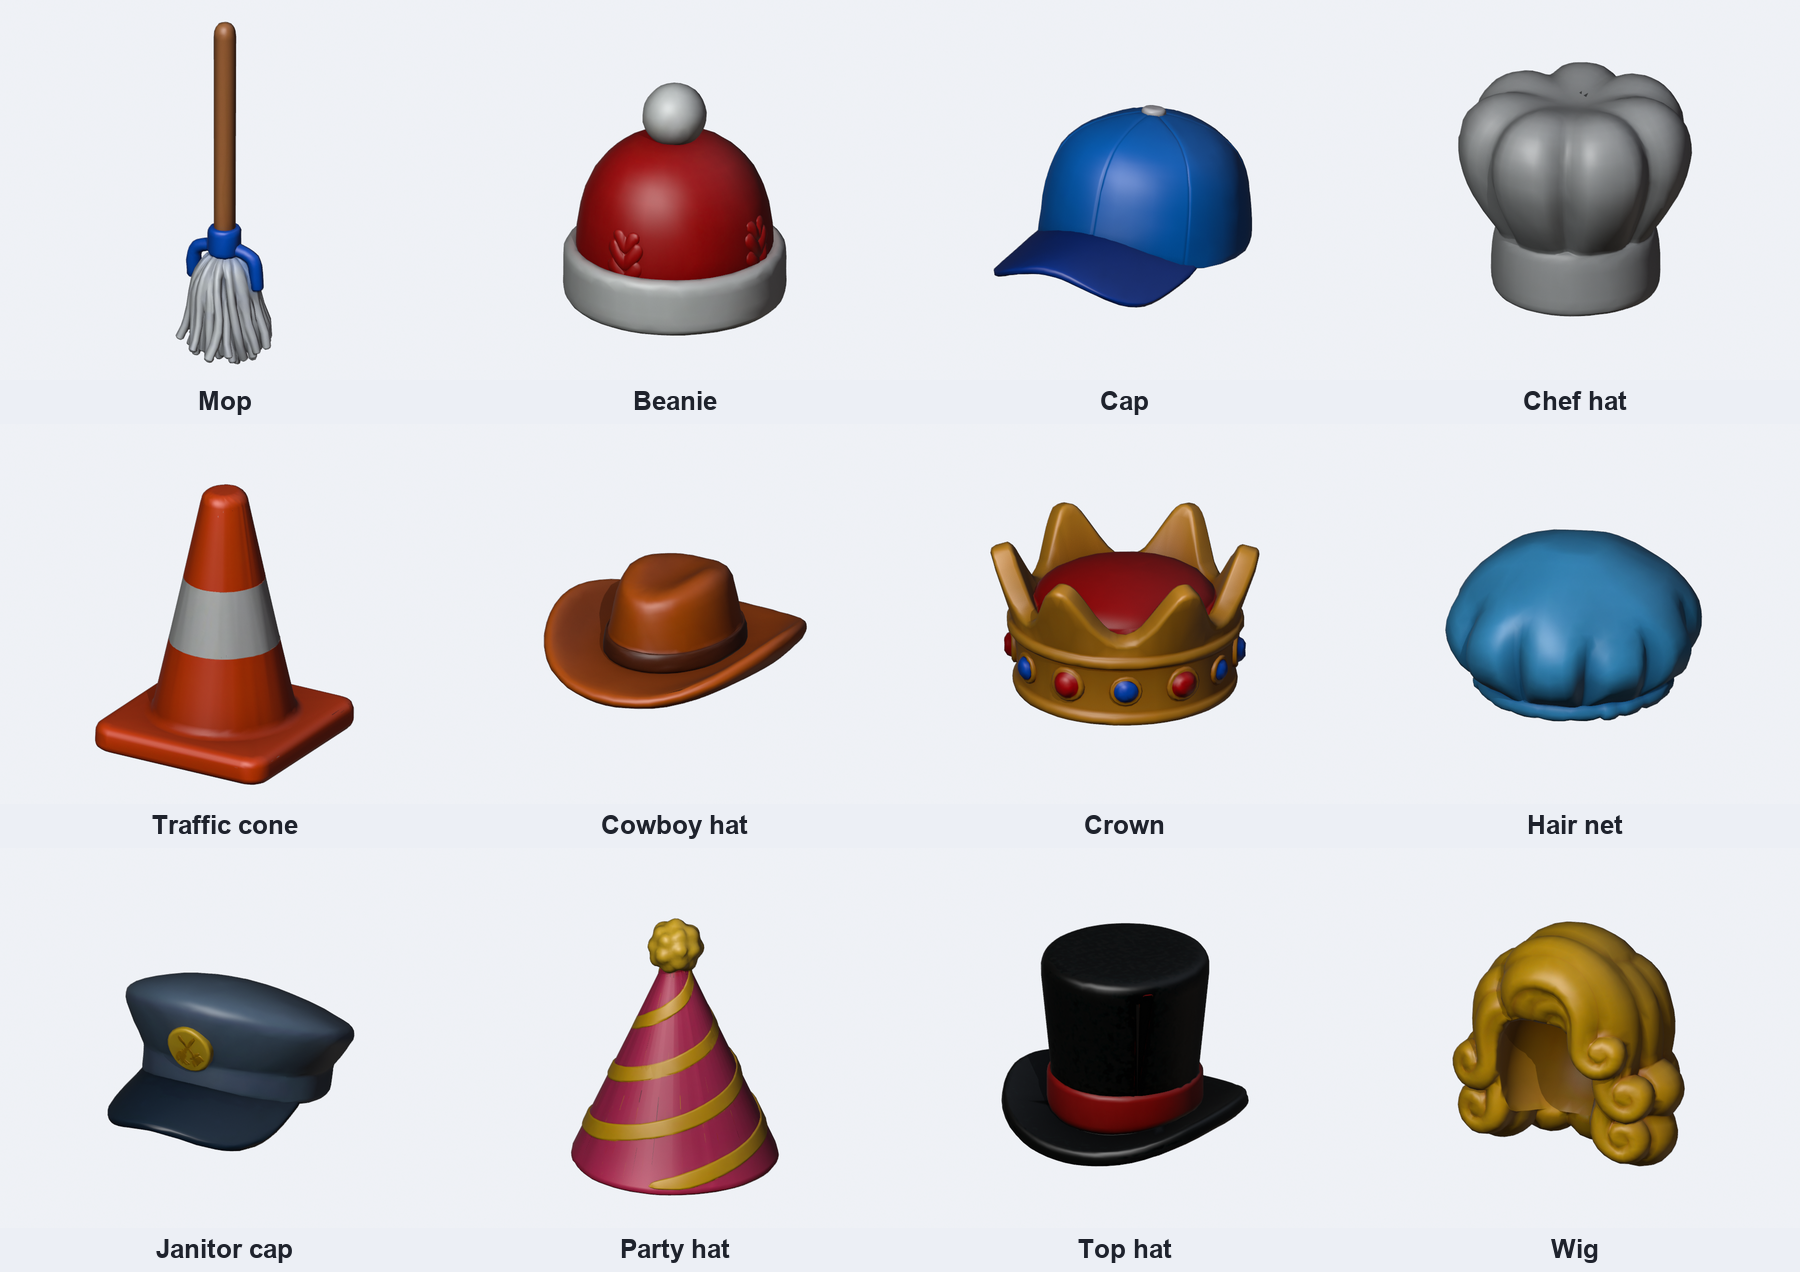 Mop
Beanie
Cap
Chef hat
Traffic cone
Cowboy hat
Crown
Hair net
Janitor cap
Party hat
Top hat
Wig